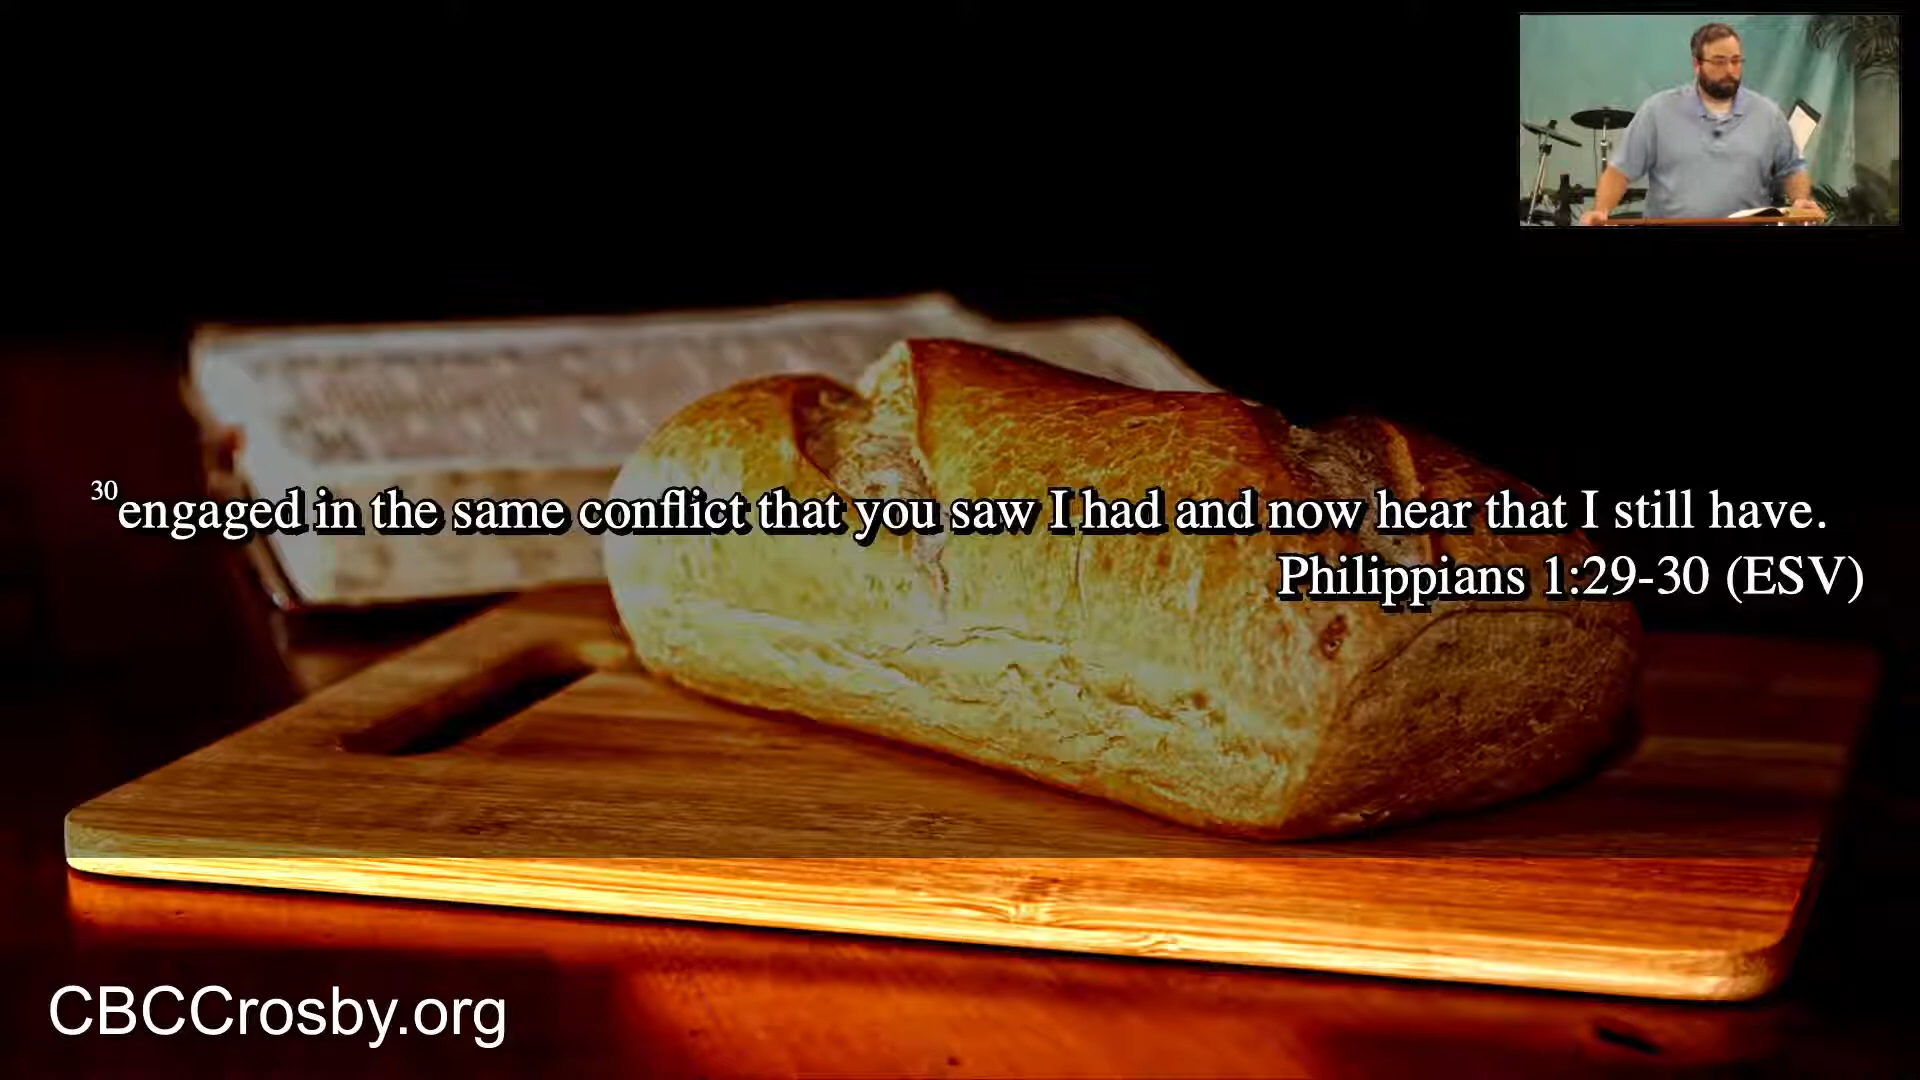 30engaged in the same conflict that you saw I had and now hear that I still have.
Philippians 1:29-30 (ESV)
CBCCrosby.org